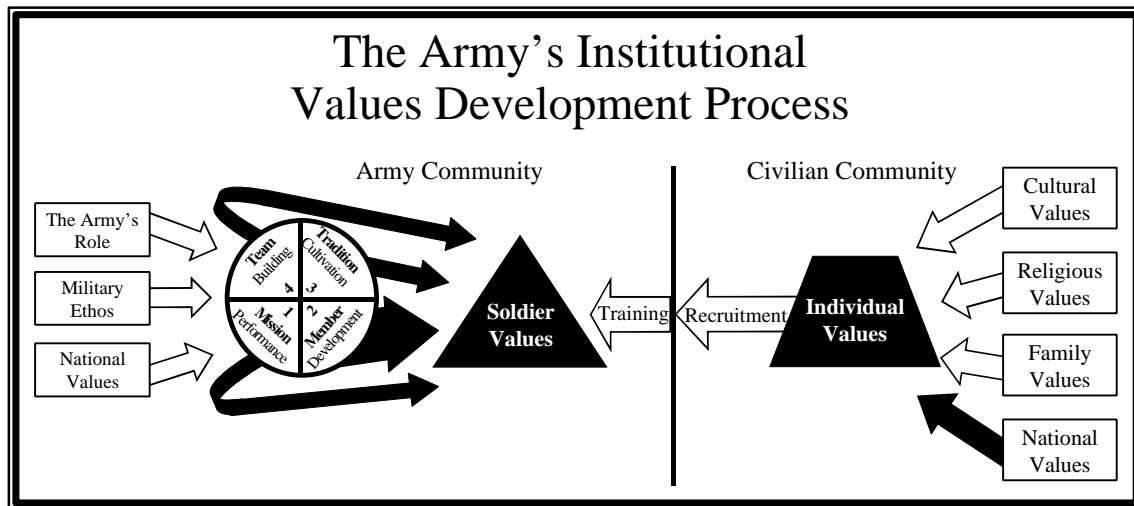 The Army’s Institutional
Values Development Process
Army Community
Civilian Community
The Army's
Role
Military
Ethos
National
Values
Team
Building
4
Tradition
Cultivation
3
1
Mission
Performance
2
Member
Development
Soldier
Values
Training
Recruitment
Individual
Values
Cultural
Values
Religious
Values
Family
Values
National
Values